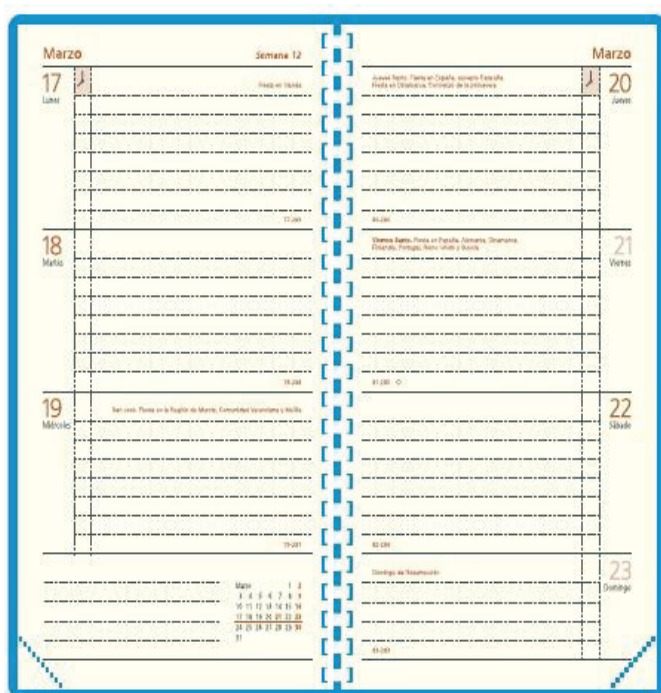 Marzo
Semana 12
17
Lunes
Fiesta en Irlanda
77-289
18
Martes
78-288
19
Miércoles
San José. Fiesta en la Región de Murcia, Comunidad Valenciana y Melilla
79-287
Marzo 1 2
3 4 5 6 7 8 9
10 11 12 13 14 15 16
17 18 19 20 21 22 23
24 25 26 27 28 29 30
31
Marzo
Jueves Santo. Fiesta en España, excepto
Fiesta en Dinamarca. Comienzo de la primavera
20
Jueves
80-286
Viernes Santo. Fiesta en España, Alemania, Dinamarca,
Finlandia, Portugal, Reino Unido y Suecia
21
Viernes
81-285
22
Sábado
82-284
Domingo de Resurrección
23
Domingo
83-283